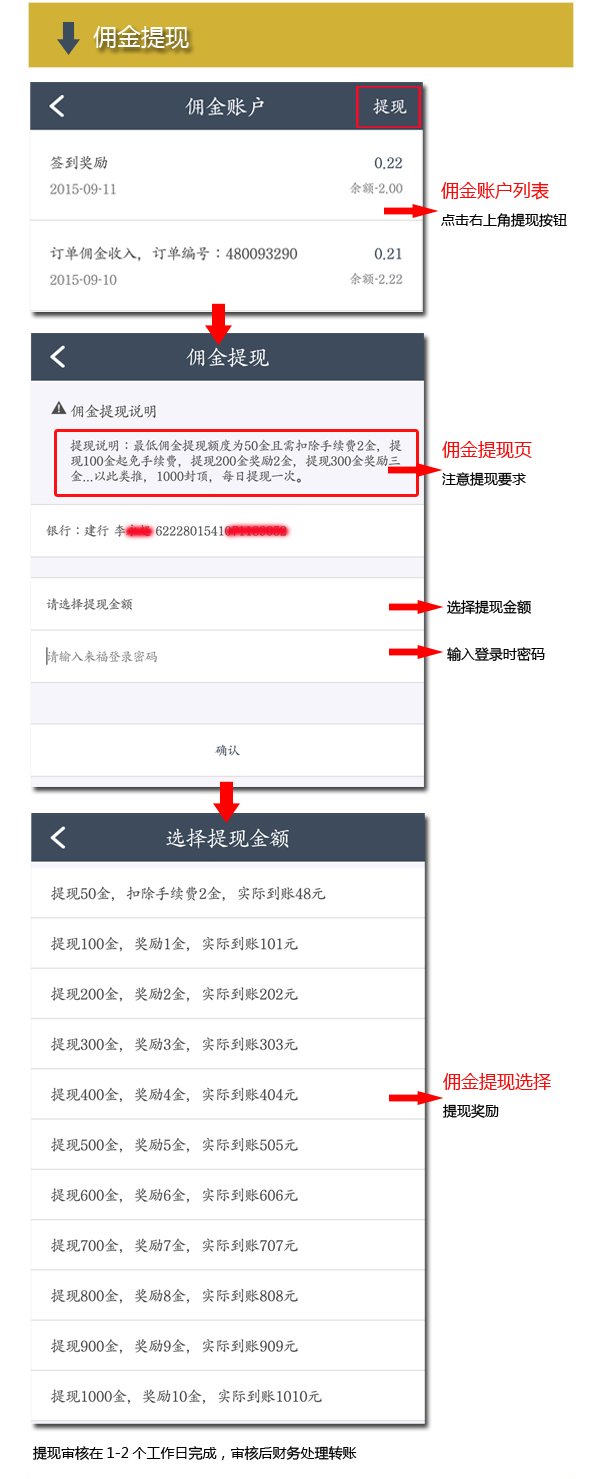 佣金提现
佣金账户 提现
签到奖励 0.22
2015-09-11 余额-2.00
佣金账户列表
点击右上角提现按钮
订单佣金收入，订单编号：480093290 0.21
2015-09-10 余额-2.22
佣金提现
佣金提现说明
提现说明：最低佣金提现额度为50金且需扣除手续费2金，提
现100金起免手续费，提现200金奖励2金，提现300金奖励三
金...以此类推，1000封顶，每日提现一次。
佣金提现页
注意提现要求
银行：建行 李 6222801541
请选择提现金额
选择提现金额
请输入来福登录密码
输入登录时密码
确认
选择提现金额
提现50金，扣除手续费2金，实际到账48元
提现100金，奖励1金，实际到账101元
提现200金，奖励2金，实际到账202元
提现300金，奖励3金，实际到账303元
提现400金，奖励4金，实际到账404元
佣金提现选择
提现奖励
提现500金，奖励5金，实际到账505元
提现600金，奖励6金，实际到账606元
提现700金，奖励7金，实际到账707元
提现800金，奖励8金，实际到账808元
提现900金，奖励9金，实际到账909元
提现1000金，奖励10金，实际到账1010元
提现审核在 1-2 个工作日完成，审核后财务处理转账